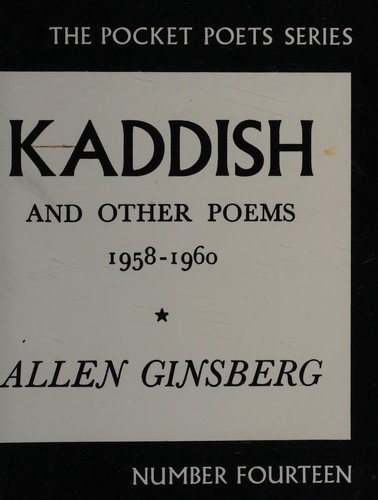 THE POCKET POETS SERIES
KADDISH
AND OTHER POEMS
1958-1960
★
ALLEN GINSBERG
NUMBER FOURTEEN